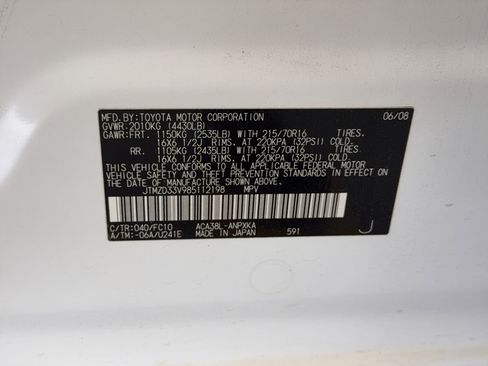 MFD.BY:TOYOTA MOTOR CORPORATION 06/08
GVWR:2010KG (4430LB)
GAWR:FRT. 1150KG (2535LB) WITH 215/70R16 TIRES.
16X6 1/2J RIMS. AT 220KPA (32PSI) COLD.
RR. 1105KG (2435LB) WITH 215/70R16 TIRES.
16X6 1/2J RIMS. AT 220KPA (32PSI) COLD.
THIS VEHICLE CONFORMS TO ALL APPLICABLE FEDERAL MOTOR
VEHICLE SAFETY AND THEFT PREVENTION STANDARDS IN EFFECT ON THE
DATE OF MANUFACTURE SHOWN ABOVE.
JTMZD33V985112198 MPV
C/TR:040/FC10 ACA38L-ANPXKA
A/TM:-06A/U241E MADE IN JAPAN 591 J